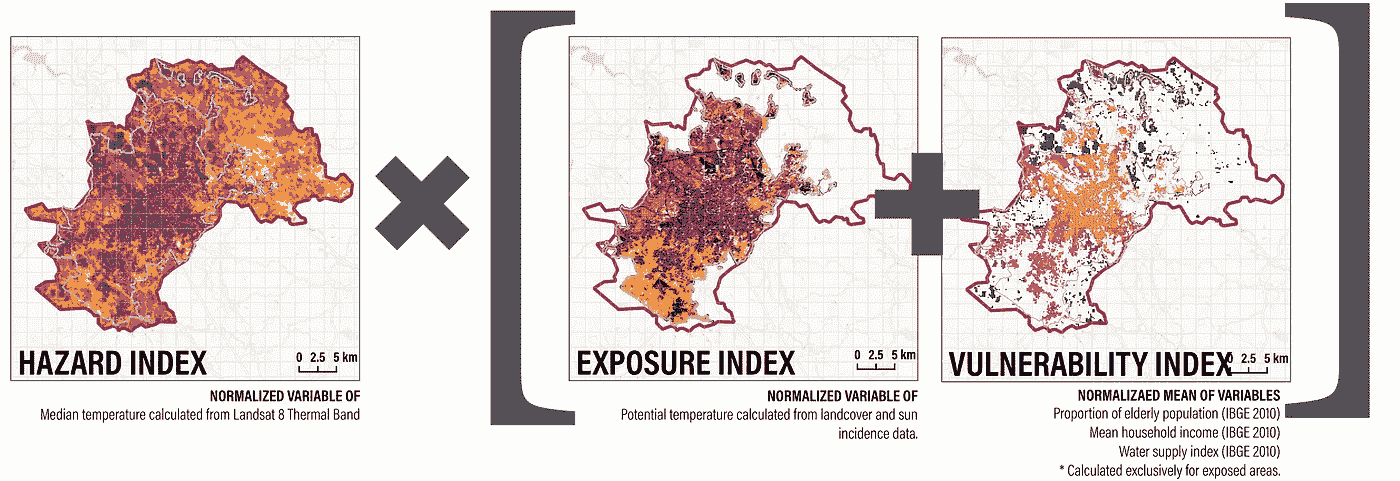 HAZARD INDEX
0 2.5 5 km
NORMALIZED VARIABLE OF
Median temperature calculated from Landsat 8 Thermal Band
EXPOSURE INDEX
0 2.5 5 km
NORMALIZED VARIABLE OF
Potential temperature calculated from landcover and sun
incidence data.
VULNERABILITY INDEX
0 2.5 5 km
NORMALIZAED MEAN OF VARIABLES
Proportion of elderly population (IBGE 2010)
Mean household income (IBGE 2010)
Water supply index (IBGE 2010)
* Calculated exclusively for exposed areas.